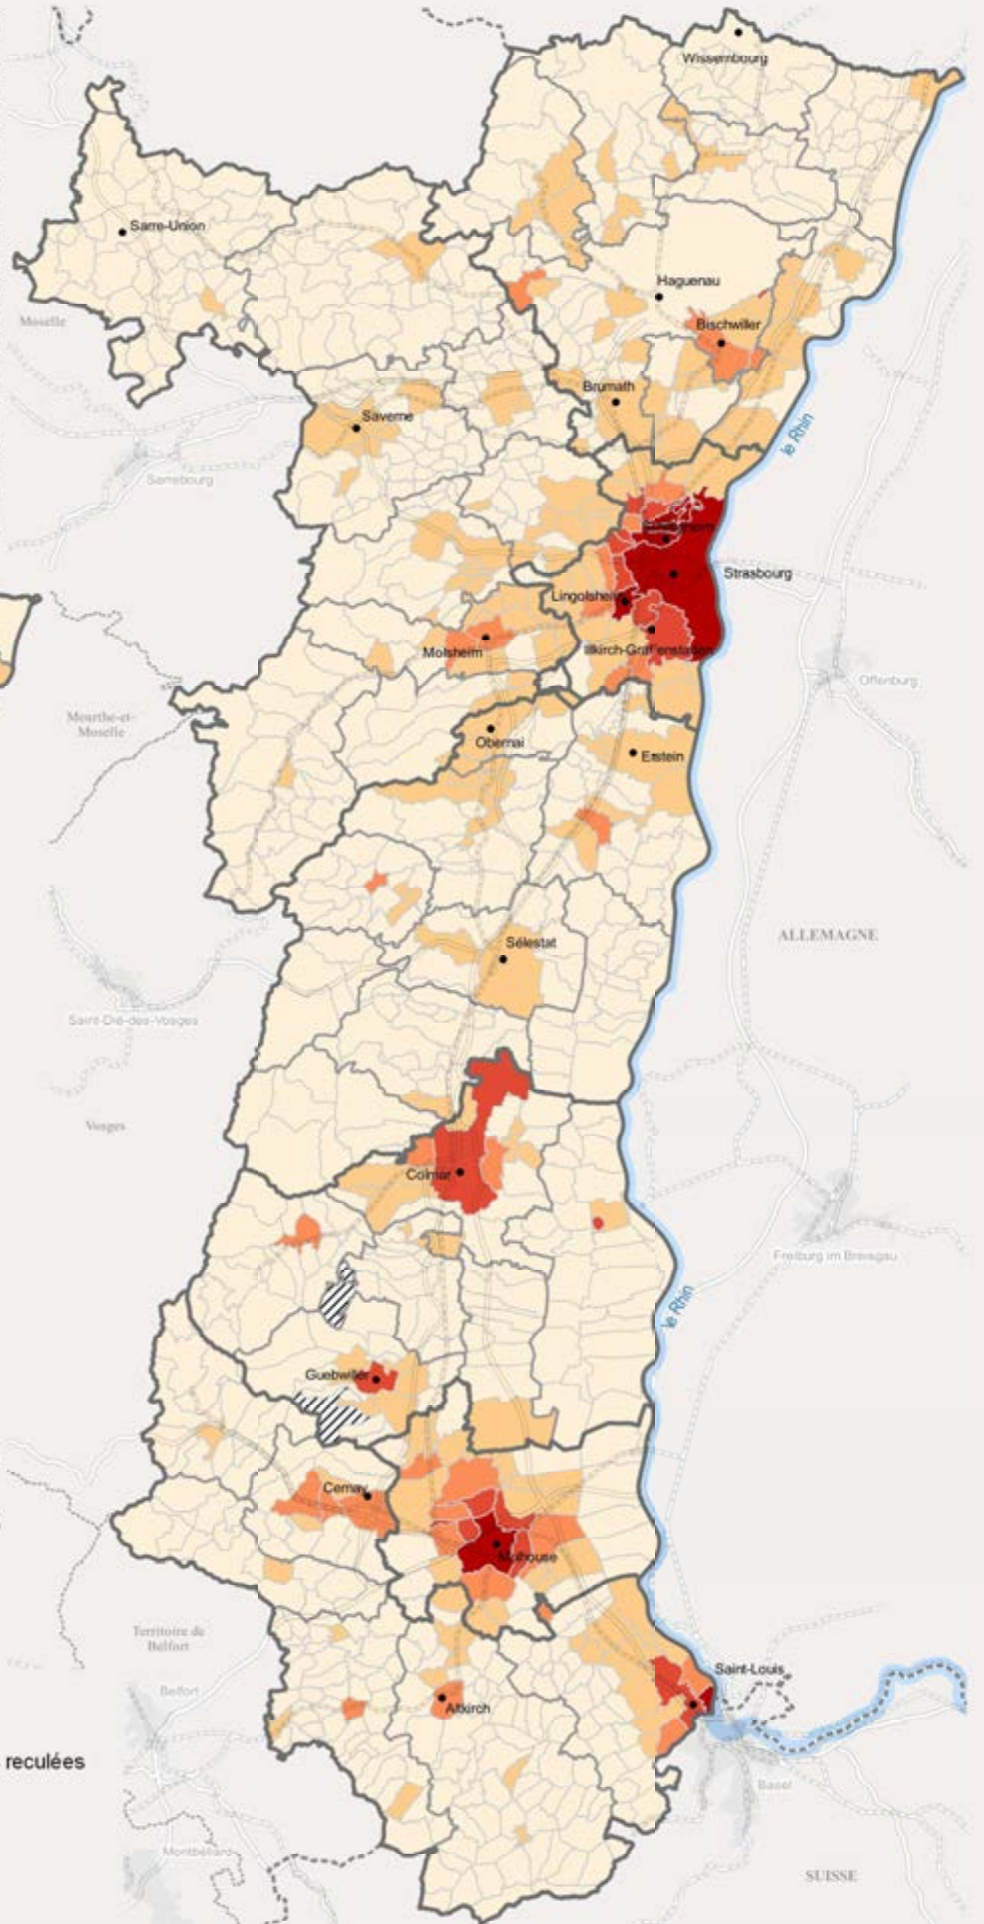 Wissembourg
Sarre-Union
Haguenau
Moselle
Bischwiller
Brumath
Saverne
le Rhin
Sarrebourg
Strasbourg
Lingolsheim
Molsheim
Illkirch-Graffenstaden
Offenburg
Meurthe-et-
Moselle
Obernai
Erstein
ALLEMAGNE
Sélestat
Saint-Dié-des-Vosges
Vosges
Colmar
Freiburg im Breisgau
le Rhin
Guebwiller
Cernay
Mulhouse
Territoire de
Belfort
Saint-Louis
Belfort
Altkirch
reculées
Basel
Montbéliard
SUISSE